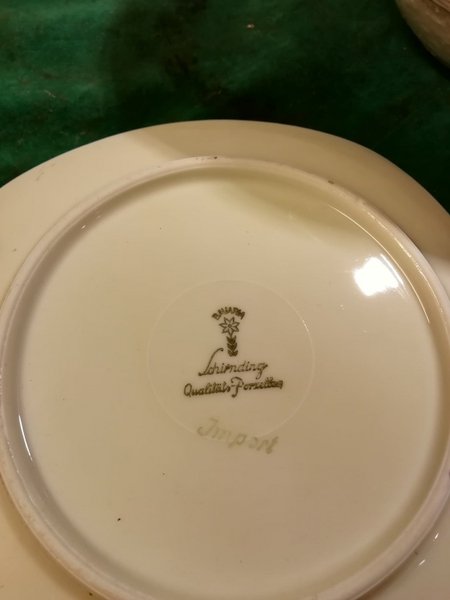 BAVARIA
Schirnding
Qualitäts-Porzellan
Import